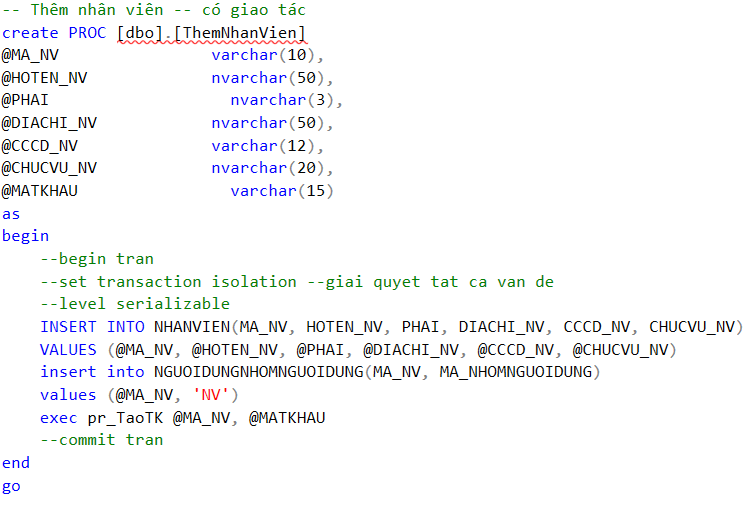 -- Thêm nhân viên -- có giao tác
create PROC [dbo].[ThemNhanVien]
@MA_NV varchar(10),
@HOTEN_NV nvarchar(50),
@PHAI nvarchar(3),
@DIACHI_NV nvarchar(50),
@CCCD_NV varchar(12),
@CHUCVU_NV nvarchar(20),
@MATKHAU varchar(15)
as
begin
--begin tran
--set transaction isolation --giai quyet tat ca van de
--level serializable
INSERT INTO NHANVIEN(MA_NV, HOTEN_NV, PHAI, DIACHI_NV, CCCD_NV, CHUCVU_NV)
VALUES (@MA_NV, @HOTEN_NV, @PHAI, @DIACHI_NV, @CCCD_NV, @CHUCVU_NV)
insert into NGUOIDUNGNHOMNGUOIDUNG(MA_NV, MA_NHOMNGUOIDUNG)
values (@MA_NV, 'NV')
exec pr_TaoTK @MA_NV, @MATKHAU
--commit tran
end
go